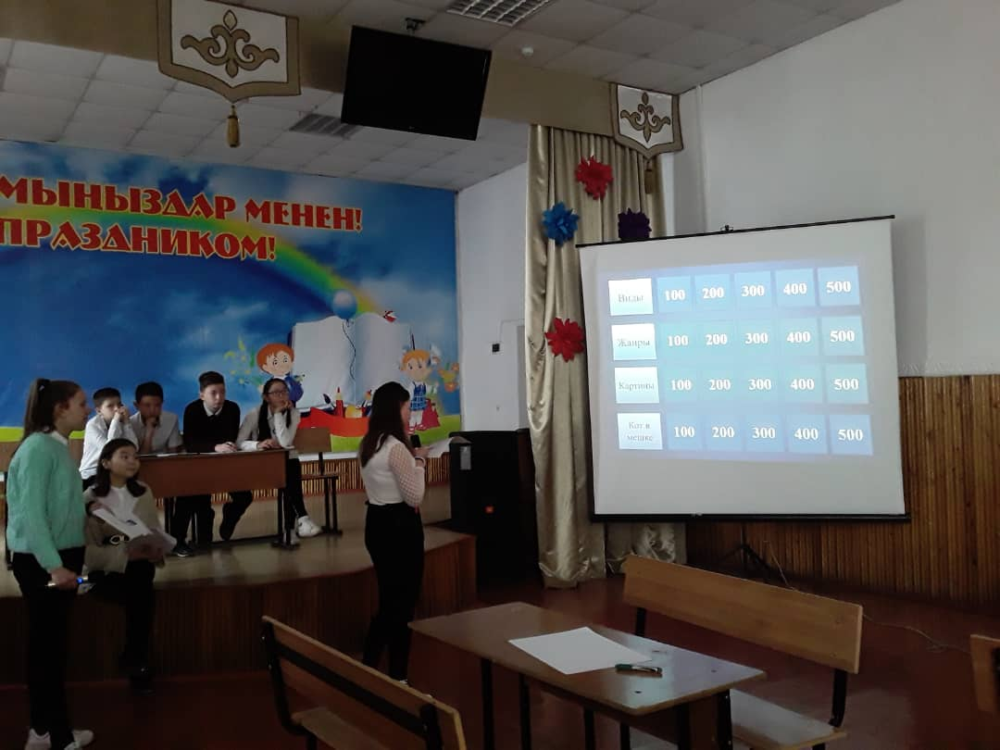 МЫҢЫЗДАР МЕНЕН!
ПРАЗДНИКОМ!
Виды 100 200 300 400 500
Жанры 100 200 300 400 500
Картины 100 200 300 400 500
Кот в
мешке 100 200 300 400 500